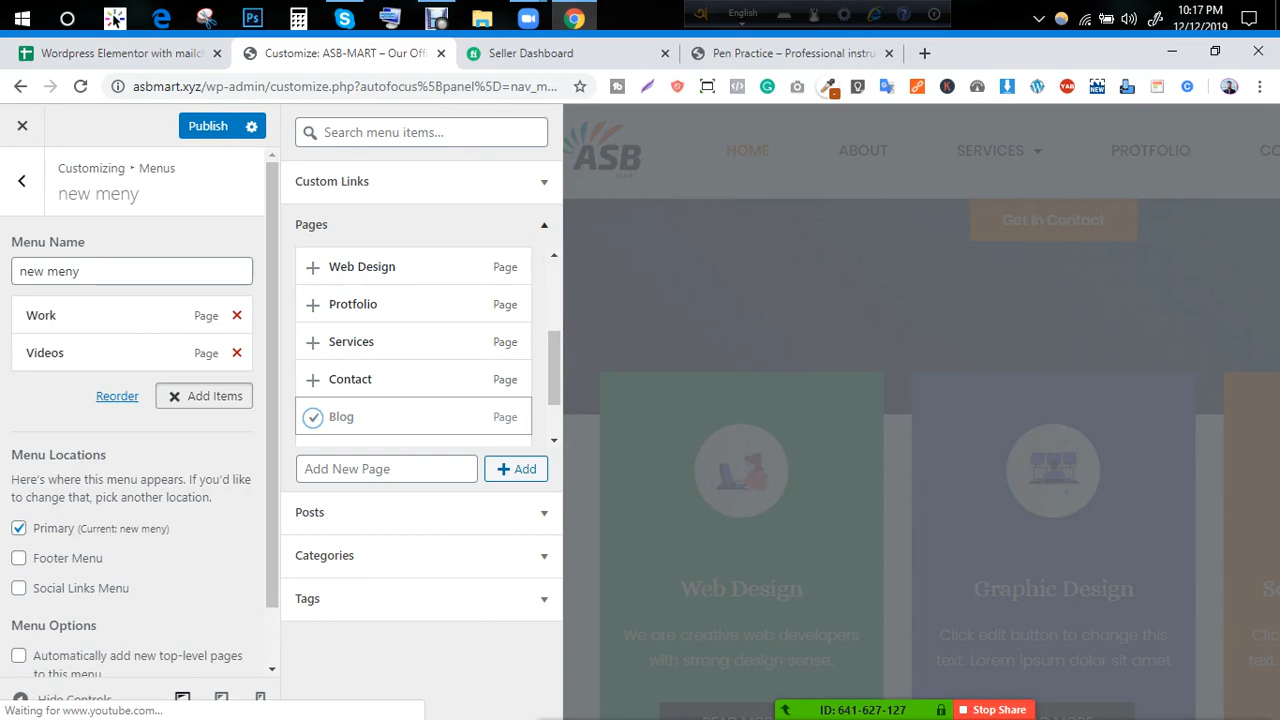 English
10:17 PM
12/12/2019
Wordpress Elementor with mailch
Customize: ASB-MART – Our Offi
Seller Dashboard
Pen Practice – Professional instru
asbmart.xyz/wp-admin/customize.php?autofocus%5Bpanel%5D=nav_m...
Publish
Customizing ▸ Menus
new meny
Menu Name
new meny
Work Page
Videos Page
Reorder
Add Items
Menu Locations
Here's where this menu appears. If you'd like to
change that, pick another location.
Primary (Current: new meny)
Footer Menu
Social Links Menu
Menu Options
Automatically add new top-level pages
to this menu
Hide Controls
Waiting for www.youtube.com...
Search menu items...
Custom Links
Pages
Web Design Page
Protfolio Page
Services Page
Contact Page
Blog Page
Add New Page
Add
Posts
Categories
Tags
ASB
MART
HOME
ABOUT
SERVICES
PROTFOLIO
CO
Get In Contact
Web Design
We are creative web developers
with strong design sense.
READ MORE
Graphic Design
Click edit button to change this
text. Lorem ipsum dolor sit amet
ID: 641-627-127
Stop Share